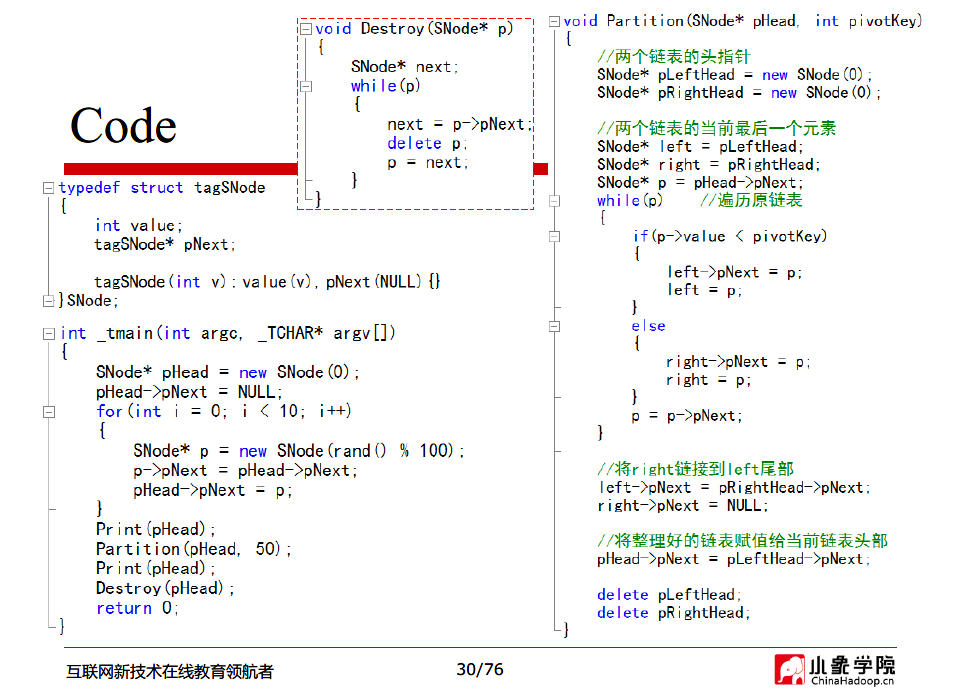 Code
typedef struct tagSNode
{
int value;
tagSNode* pNext;
tagSNode(int v):value(v),pNext(NULL){}
}SNode;
int _tmain(int argc, _TCHAR* argv[])
{
SNode* pHead = new SNode(0);
pHead->pNext = NULL;
for(int i = 0; i < 10; i++)
{
SNode* p = new SNode(rand() % 100);
p->pNext = pHead->pNext;
pHead->pNext = p;
}
Print(pHead);
Partition(pHead, 50);
Print(pHead);
Destroy(pHead);
return 0;
}
void Destroy(SNode* p)
{
SNode* next;
while(p)
{
next = p->pNext;
delete p;
p = next;
}
}
void Partition(SNode* pHead, int pivotKey)
{
//两个链表的头指针
SNode* pLeftHead = new SNode(0);
SNode* pRightHead = new SNode(0);
//两个链表的当前最后一个元素
SNode* left = pLeftHead;
SNode* right = pRightHead;
SNode* p = pHead->pNext;
while(p) //遍历原链表
{
if(p->value < pivotKey)
{
left->pNext = p;
left = p;
}
else
{
right->pNext = p;
right = p;
}
p = p->pNext;
}
//将right链接到left尾部
left->pNext = pRightHead->pNext;
right->pNext = NULL;
//将整理好的链表赋值给当前链表头部
pHead->pNext = pLeftHead->pNext;
delete pLeftHead;
delete pRightHead;
}
互联网新技术在线教育领航者
30/76
小象学院
ChinaHadoop.cn